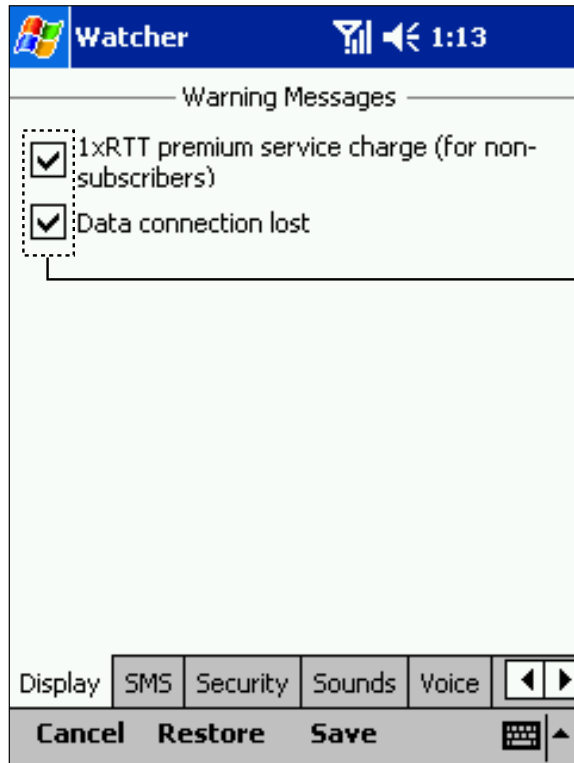 Watcher 1:13
Warning Messages
1xRTT premium service charge (for non-
subscribers)
Data connection lost
Display SMS Security Sounds Voice
Cancel Restore Save